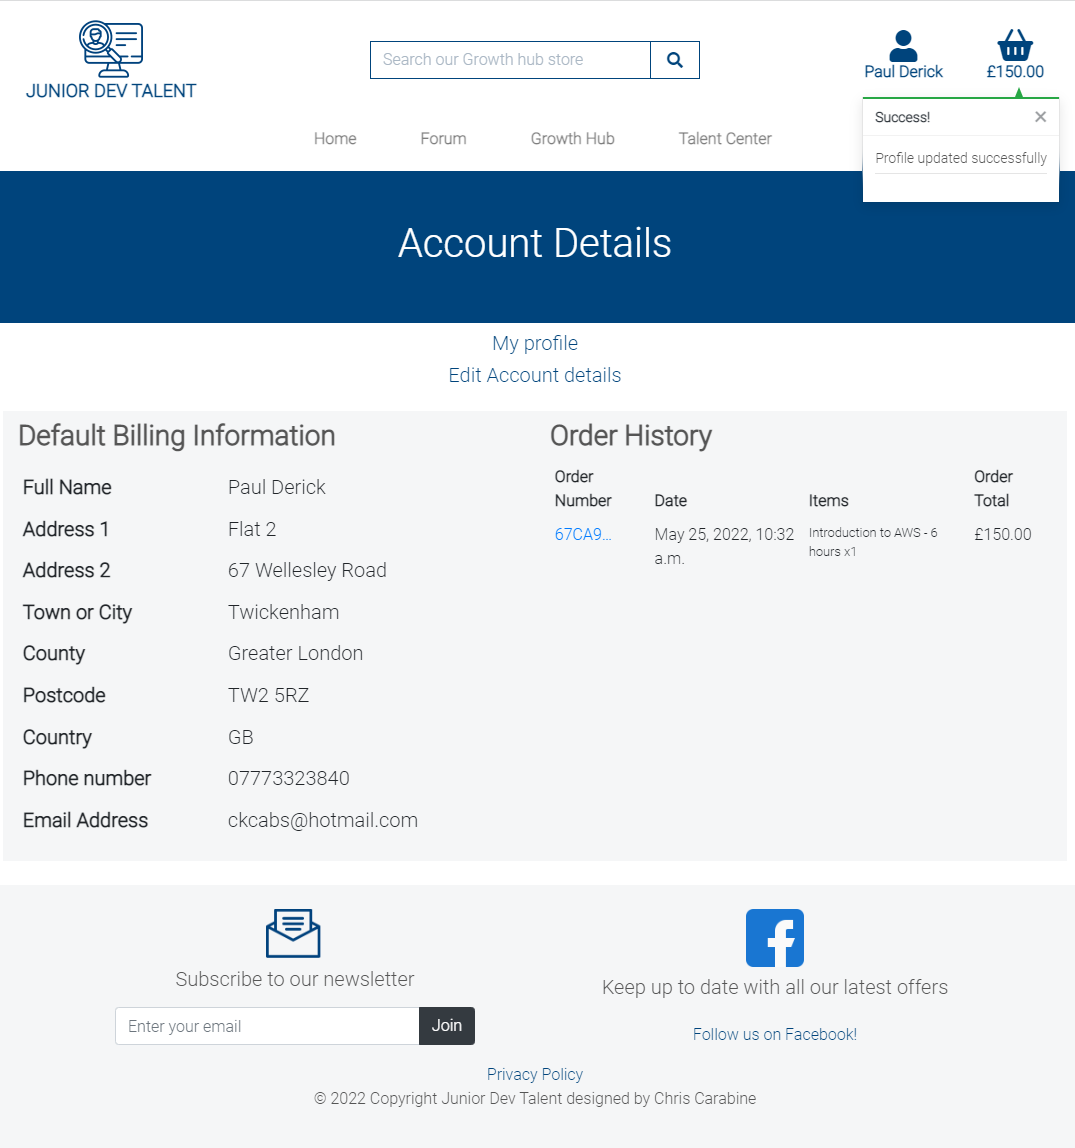 JUNIOR DEV TALENT
Search our Growth hub store
Paul Derick
£150.00
Home Forum Growth Hub Talent Center
Success! ×
Profile updated successfully
Account Details
My profile
Edit Account details
Default Billing Information
Full Name Paul Derick
Address 1 Flat 2
Address 2 67 Wellesley Road
Town or City Twickenham
County Greater London
Postcode TW2 5RZ
Country GB
Phone number 07773323840
Email Address ckcabs@hotmail.com
Order History
Order Number Date Items Order Total
67CA9... May 25, 2022, 10:32 a.m. Introduction to AWS - 6 hours x1 £150.00
Subscribe to our newsletter
Enter your email Join
Keep up to date with all our latest offers
Follow us on Facebook!
Privacy Policy
© 2022 Copyright Junior Dev Talent designed by Chris Carabine